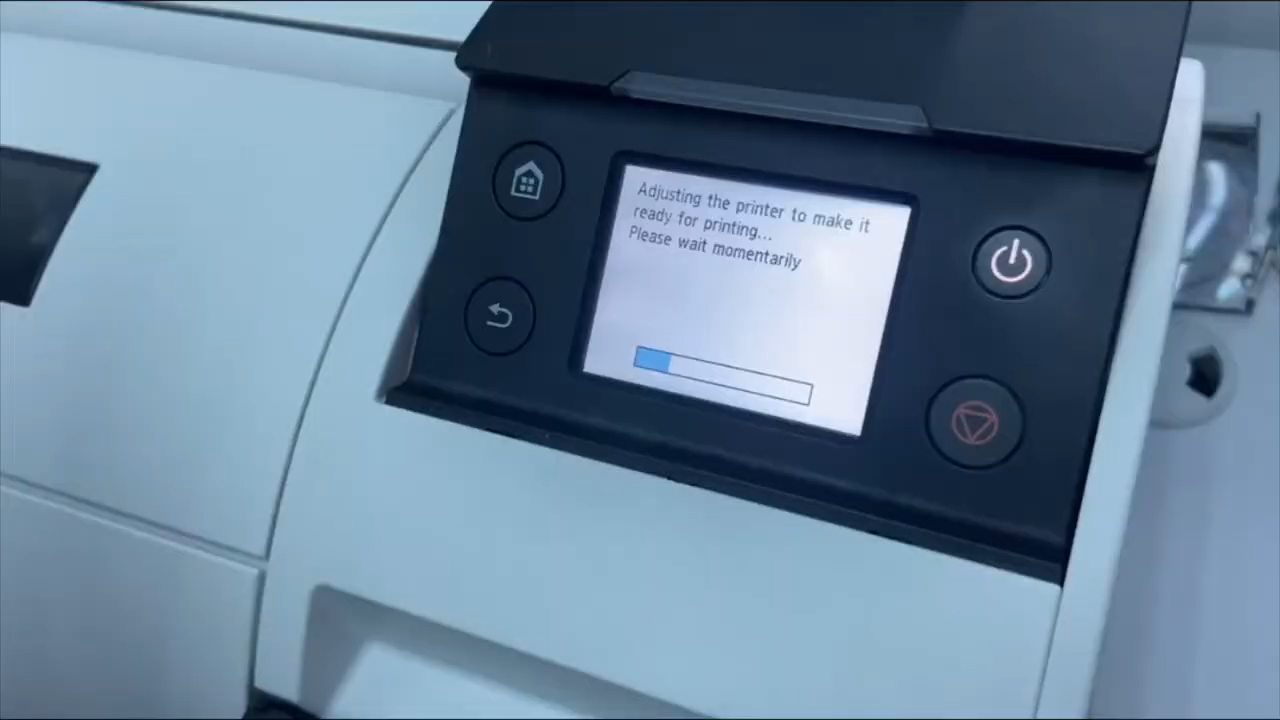 Adjusting the printer to make it
ready for printing...
Please wait momentarily